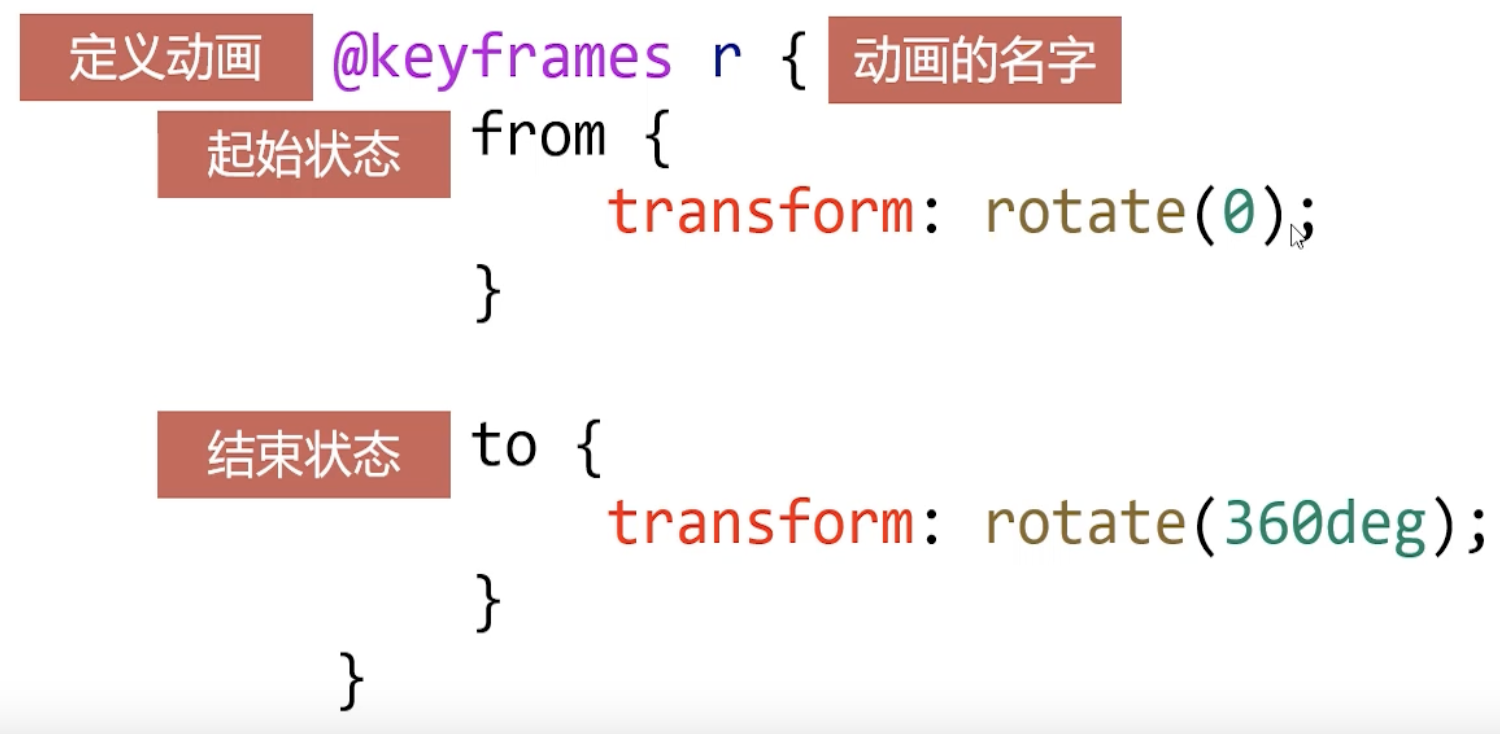 定义动画 @keyframes r { 动画的名字
起始状态 from {
transform: rotate(0);
}
结束状态 to {
transform: rotate(360deg);
}
}